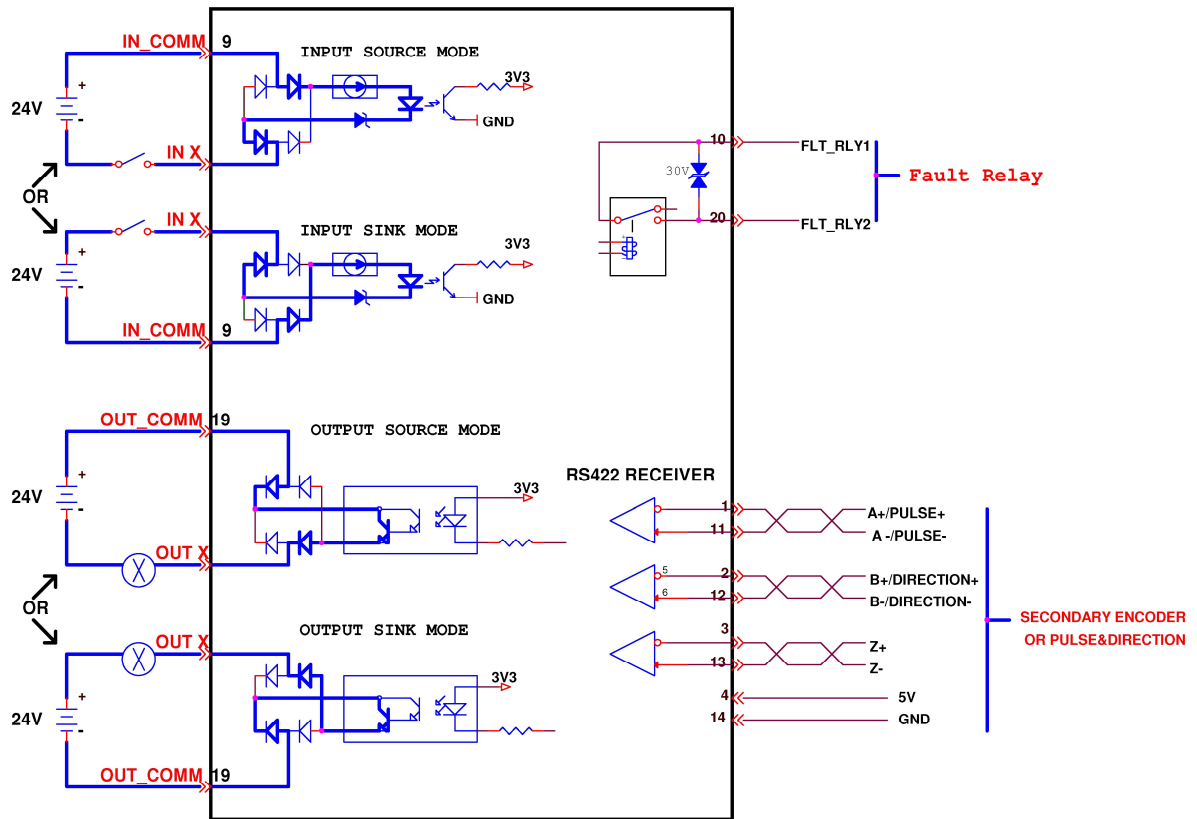 IN_COMM 9
INPUT SOURCE MODE
3V3
+
24V
-
GND
IN X
OR
IN X
INPUT SINK MODE
3V3
+
24V
-
GND
IN_COMM 9
10 FLT_RLY1
30V
Fault Relay
20 FLT_RLY2
+
OUT_COMM 19
OUTPUT SOURCE MODE
+
24V
-
3V3
OUT X
OR
OUT X
OUTPUT SINK MODE
+
24V
-
3V3
OUT_COMM 19
RS422 RECEIVER
1 A+/PULSE+
11 A-/PULSE-
5 2 B+/DIRECTION+
6 12 B-/DIRECTION-
3 Z+
13 Z-
4 5V
14 GND
SECONDARY ENCODER
OR PULSE&DIRECTION